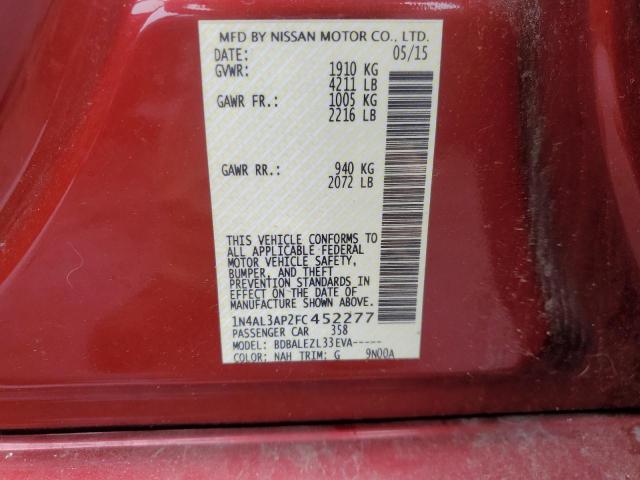 MFD BY NISSAN MOTOR CO., LTD.
DATE: 05/15
GVWR: 1910 KG
4211 LB
GAWR FR.: 1005 KG
2216 LB
GAWR RR.: 940 KG
2072 LB
THIS VEHICLE CONFORMS TO
ALL APPLICABLE FEDERAL
MOTOR VEHICLE SAFETY,
BUMPER, AND THEFT
PREVENTION STANDARDS IN
EFFECT ON THE DATE OF
MANUFACTURE SHOWN ABOVE.
1N4AL3AP2FC452277
PASSENGER CAR 358
MODEL: BDBALEZL33EVA-----
COLOR: NAH TRIM: G 9N00A